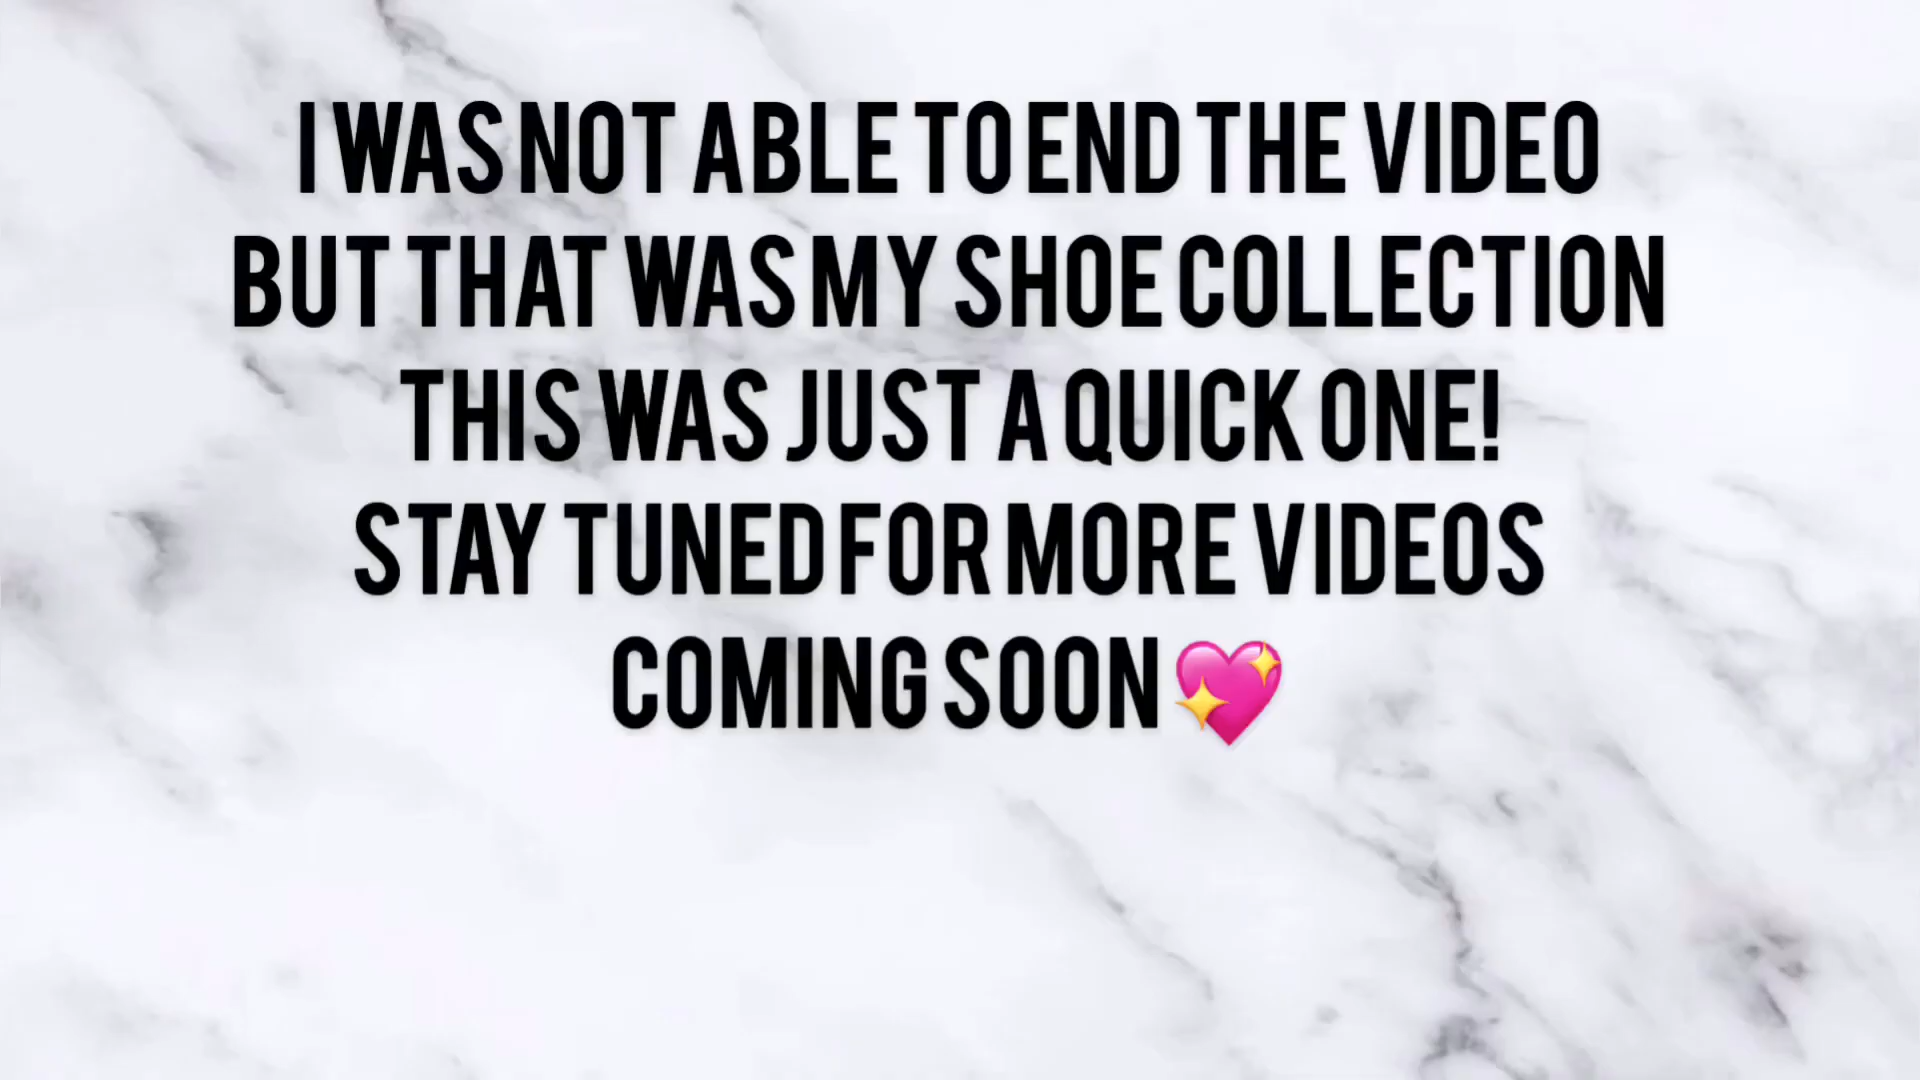 I WAS NOT ABLE TO END THE VIDEO
BUT THAT WAS MY SHOE COLLECTION
THIS WAS JUST A QUICK ONE!
STAY TUNED FOR MORE VIDEOS
COMING SOON 💖